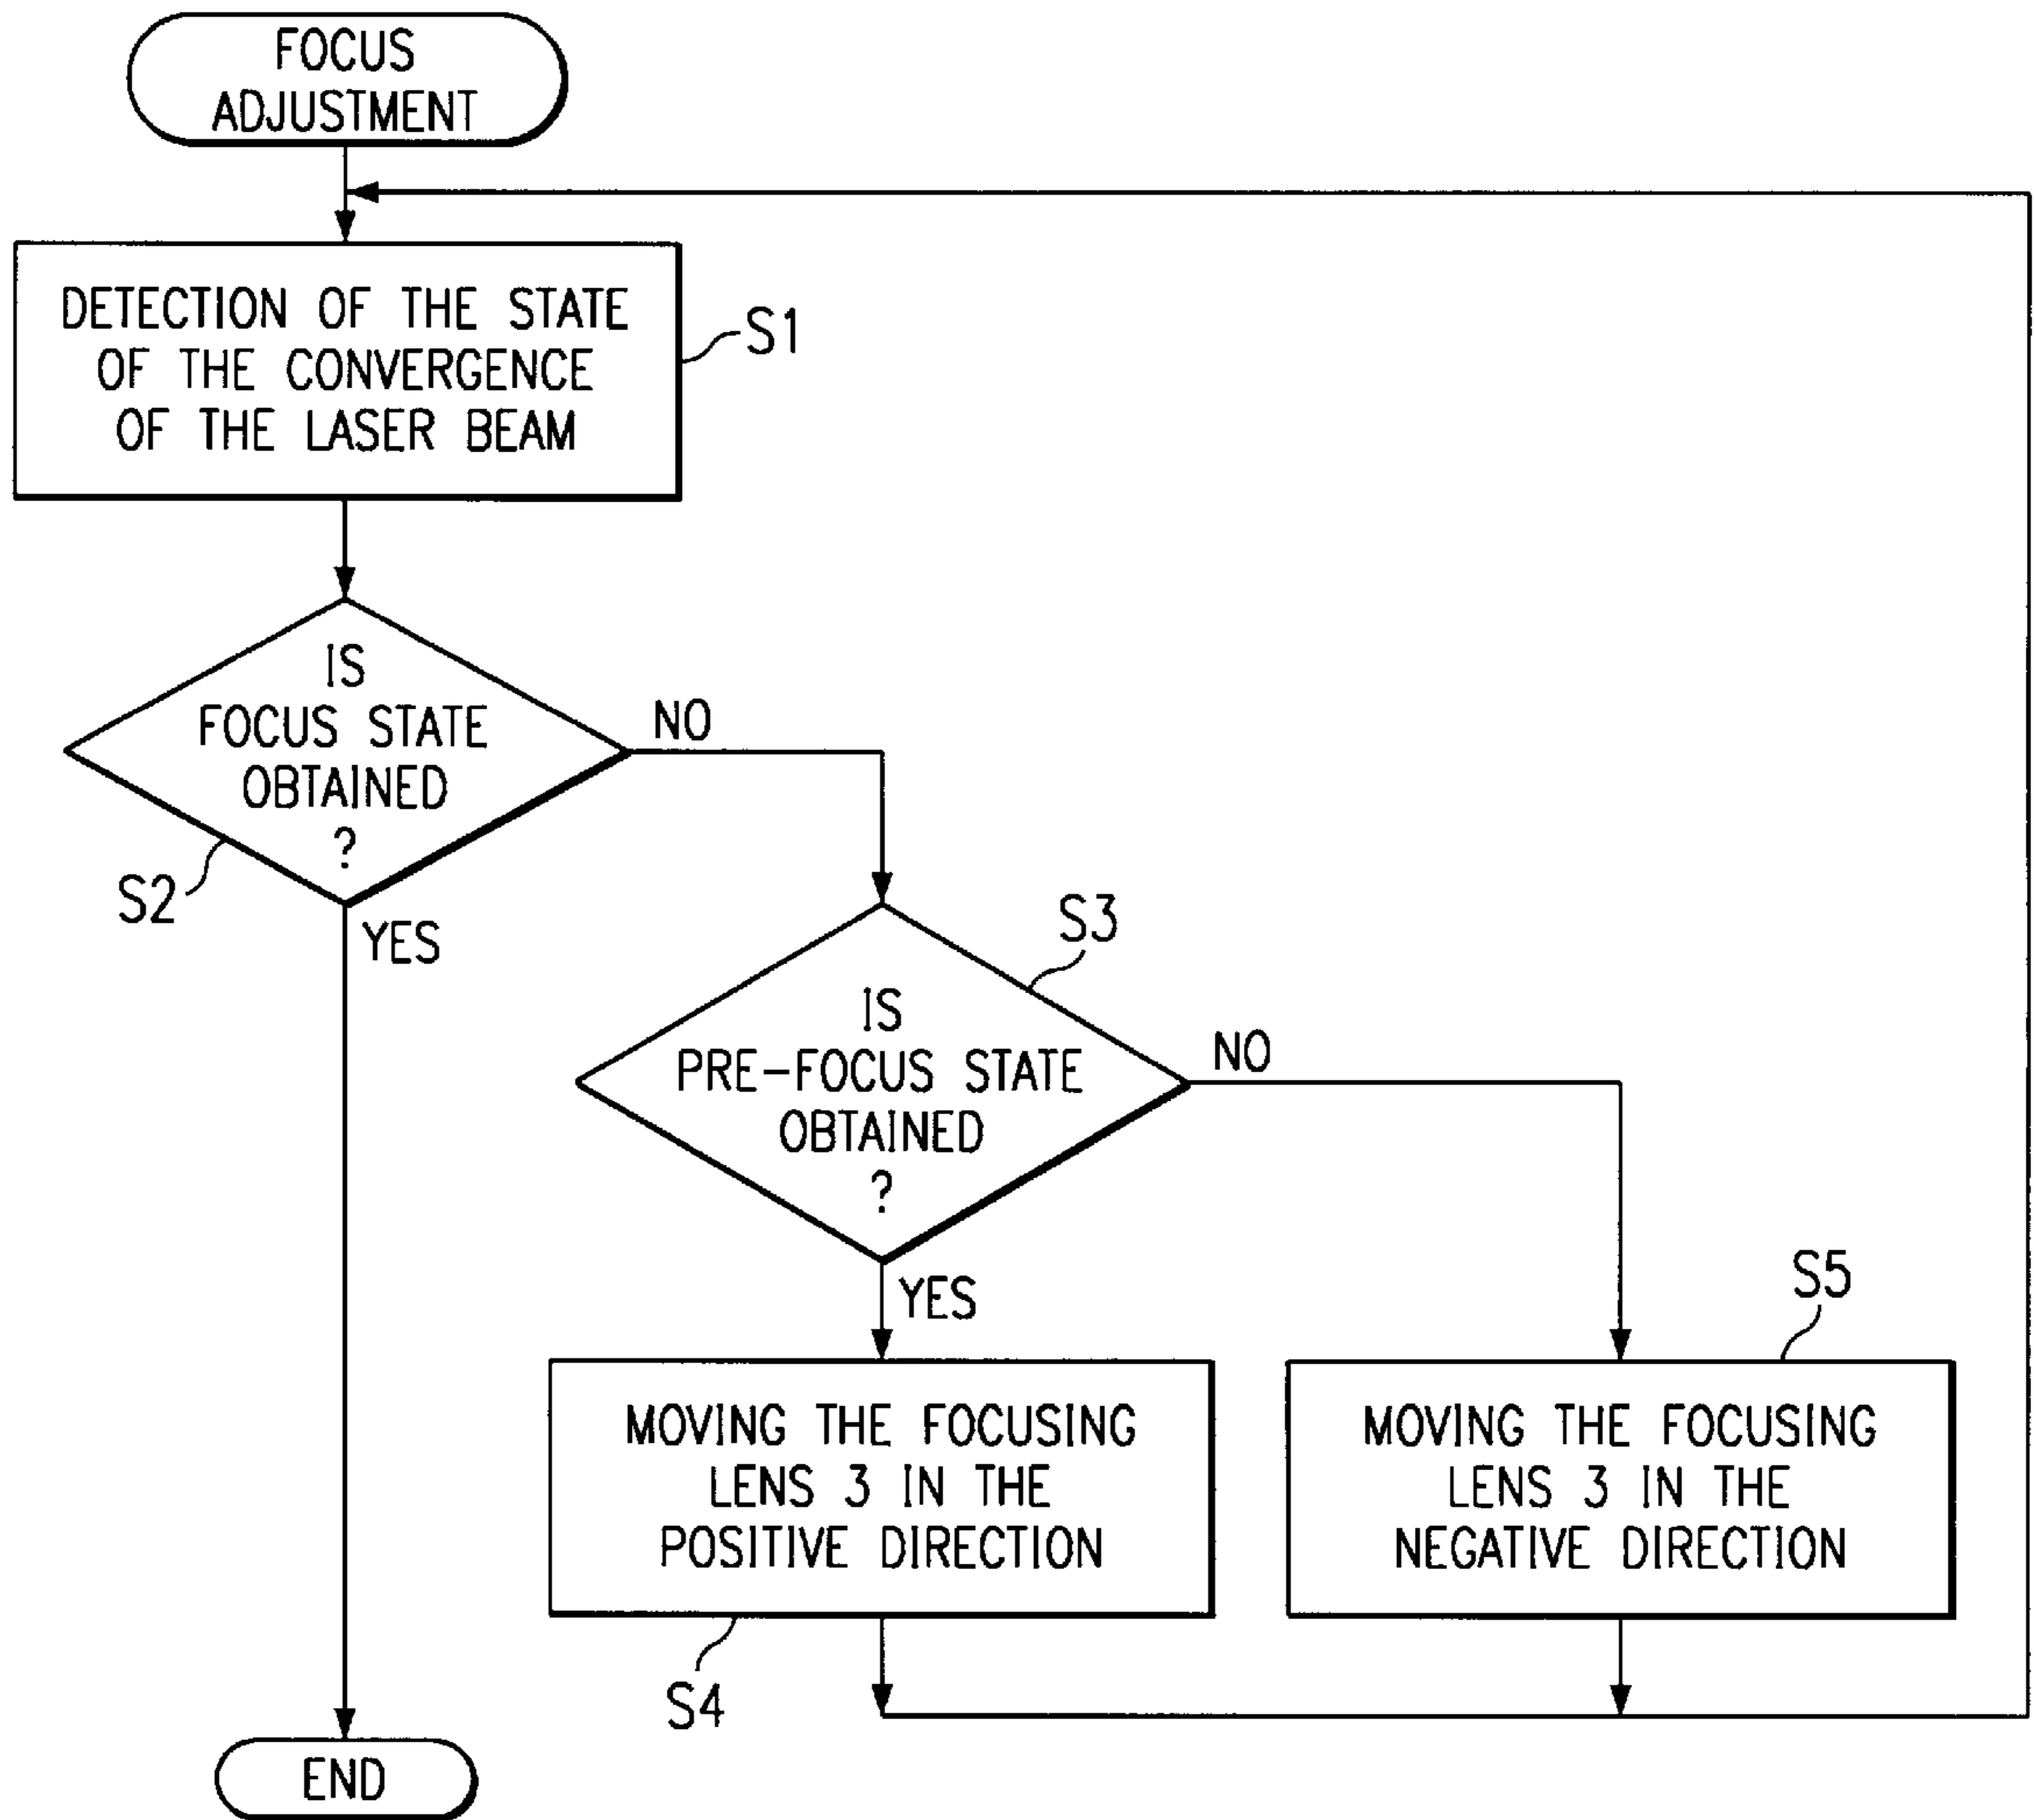 FOCUS
ADJUSTMENT
DETECTION OF THE STATE
OF THE CONVERGENCE
OF THE LASER BEAM
S1
IS
FOCUS STATE
OBTAINED
?
NO
S2
YES
S3
IS
PRE-FOCUS STATE
OBTAINED
?
NO
YES
S5
MOVING THE FOCUSING
LENS 3 IN THE
POSITIVE DIRECTION
MOVING THE FOCUSING
LENS 3 IN THE
NEGATIVE DIRECTION
S4
END